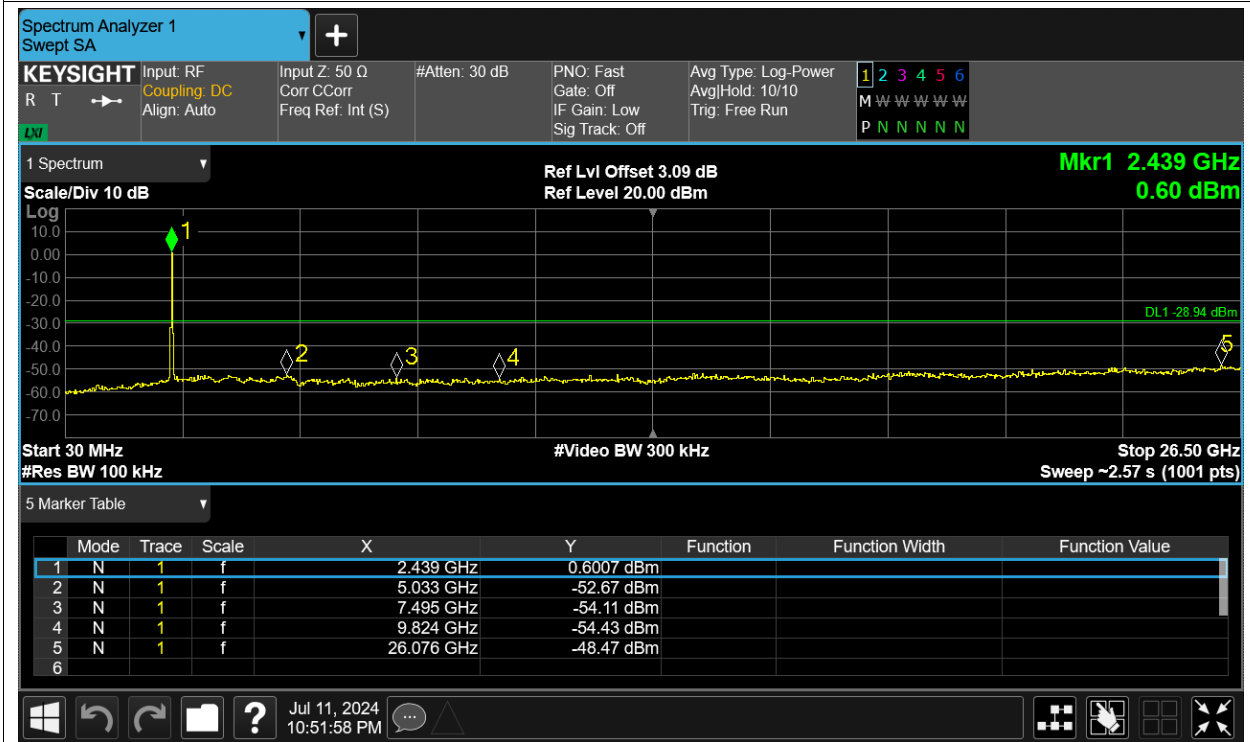 Spectrum Analyzer 1
Swept SA
+
KEYSIGHT
R T
LXI
Input: RF
Coupling: DC
Align: Auto
Input Z: 50 Ω
Corr CCorr
Freq Ref: Int (S)
#Atten: 30 dB
PNO: Fast
Gate: Off
IF Gain: Low
Sig Track: Off
Avg Type: Log-Power
Avg|Hold: 10/10
Trig: Free Run
1 2 3 4 5 6
M W W W W W
P N N N N N
1 Spectrum
Scale/Div 10 dB
Ref Lvl Offset 3.09 dB
Ref Level 20.00 dBm
Mkr1 2.439 GHz
0.60 dBm
Log
10.0
0.00
-10.0
-20.0
-30.0
-40.0
-50.0
-60.0
-70.0
1
2
3
4
5
DL1 -28.94 dBm
Start 30 MHz
#Video BW 300 kHz
Stop 26.50 GHz
#Res BW 100 kHz
Sweep ~2.57 s (1001 pts)
5 Marker Table
Mode Trace Scale X Y Function Function Width Function Value
1 N 1 f 2.439 GHz 0.6007 dBm
2 N 1 f 5.033 GHz -52.67 dBm
3 N 1 f 7.495 GHz -54.11 dBm
4 N 1 f 9.824 GHz -54.43 dBm
5 N 1 f 26.076 GHz -48.47 dBm
6
?
Jul 11, 2024
10:51:58 PM